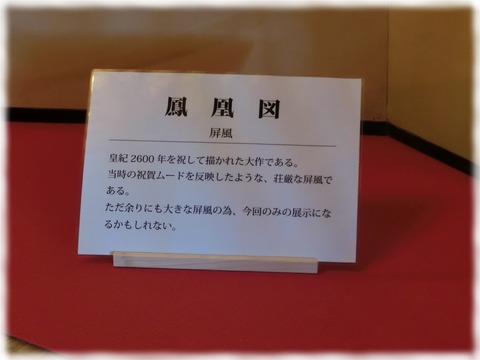 鳳凰図
屏風
皇紀2600年を祝して描かれた大作である。
当時の祝賀ムードを反映したような、荘厳な屏風で
ある。
ただ余りにも大きな屏風の為、今回のみの展示にな
るかもしれない。